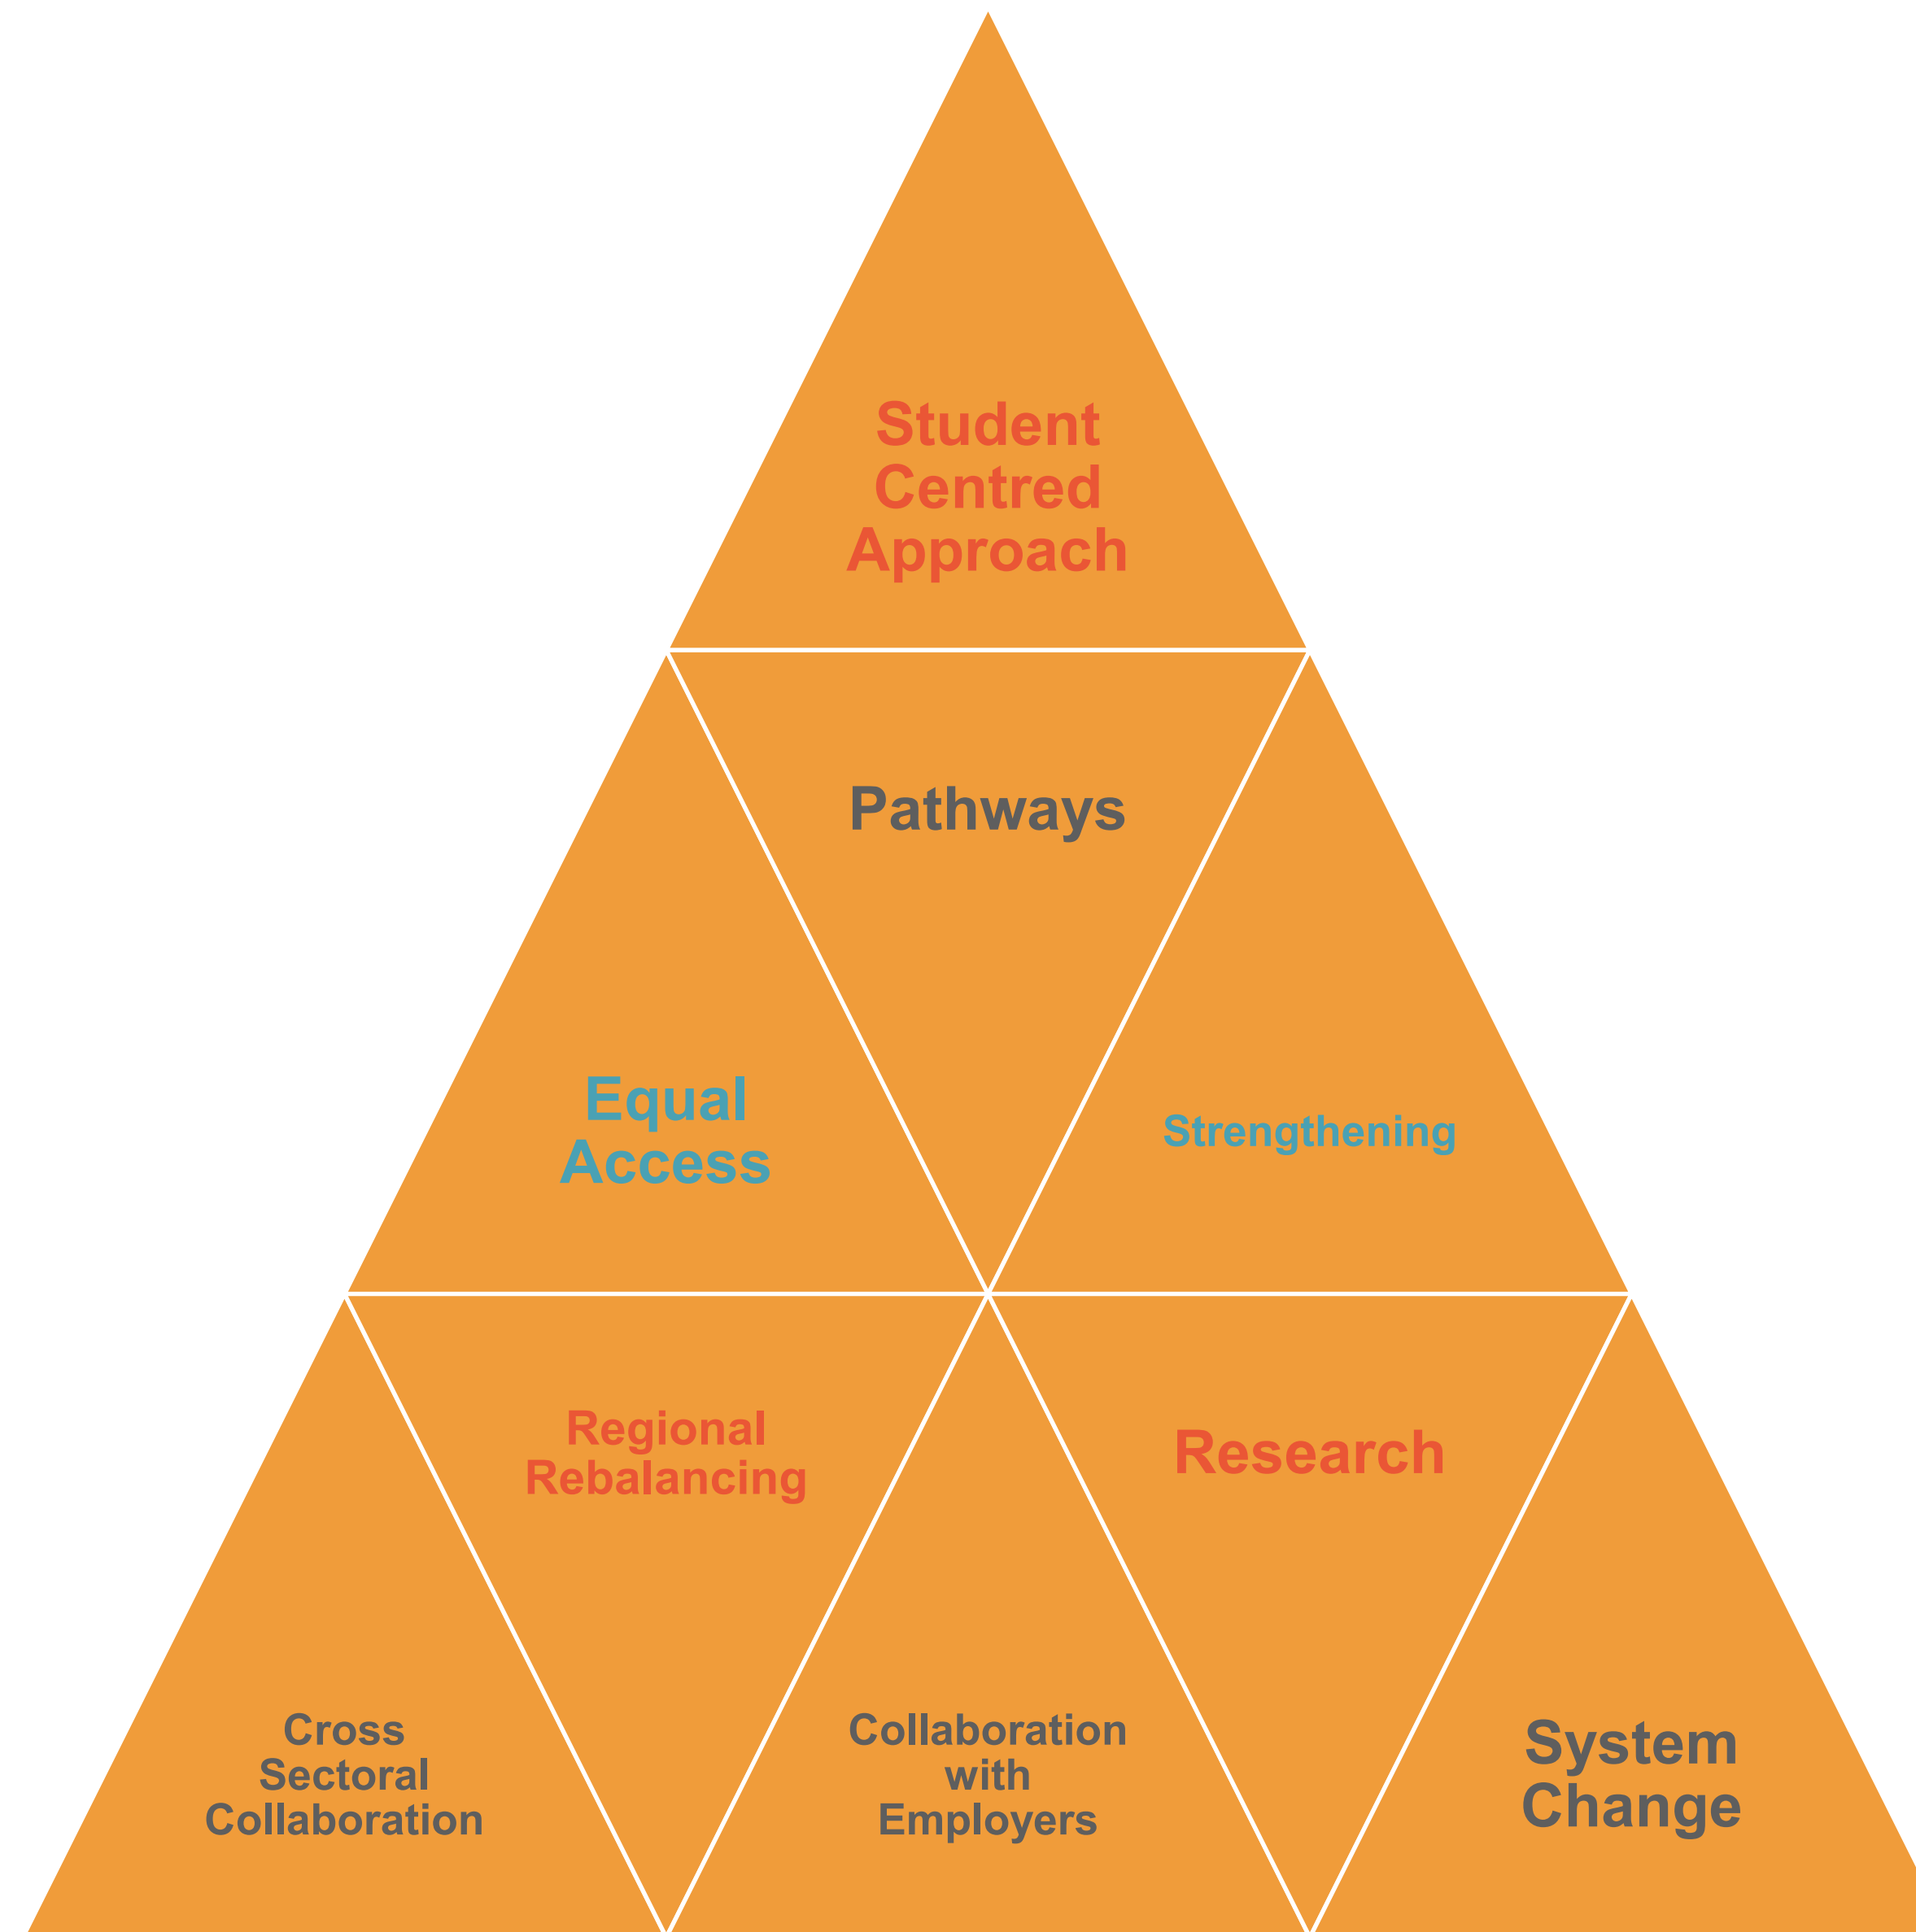 Student
Centred
Approach
Pathways
Equal
Access
Strengthening
Regional
Rebalancing
Research
Cross
Sectoral
Collaboration
Collaboration
with
Employers
System
Change